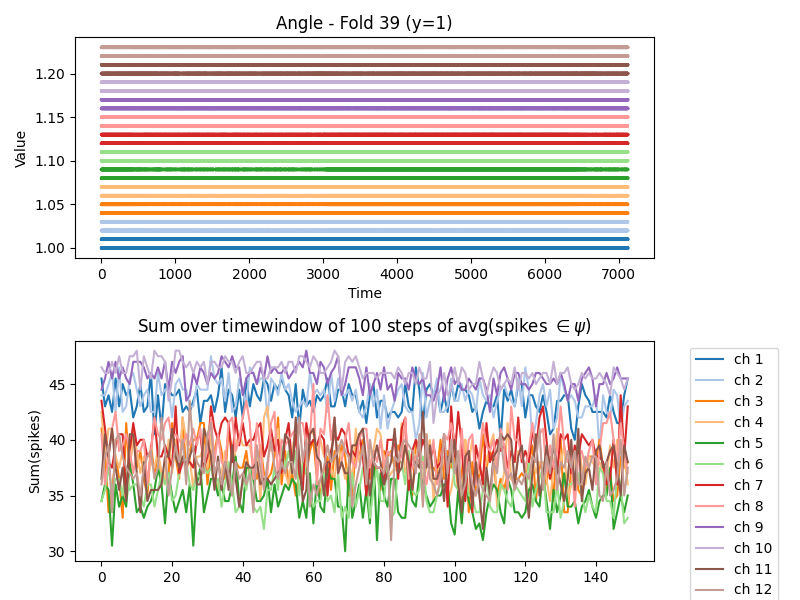 Angle - Fold 39 (y=1)
1.20
1.15
1.10
1.05
1.00
Value
0 1000 2000 3000 4000 5000 6000 7000
Time
Sum over timewindow of 100 steps of avg(spikes ∈ ψ)
45
40
35
30
Sum(spikes)
0 20 40 60 80 100 120 140
ch 1
ch 2
ch 3
ch 4
ch 5
ch 6
ch 7
ch 8
ch 9
ch 10
ch 11
ch 12